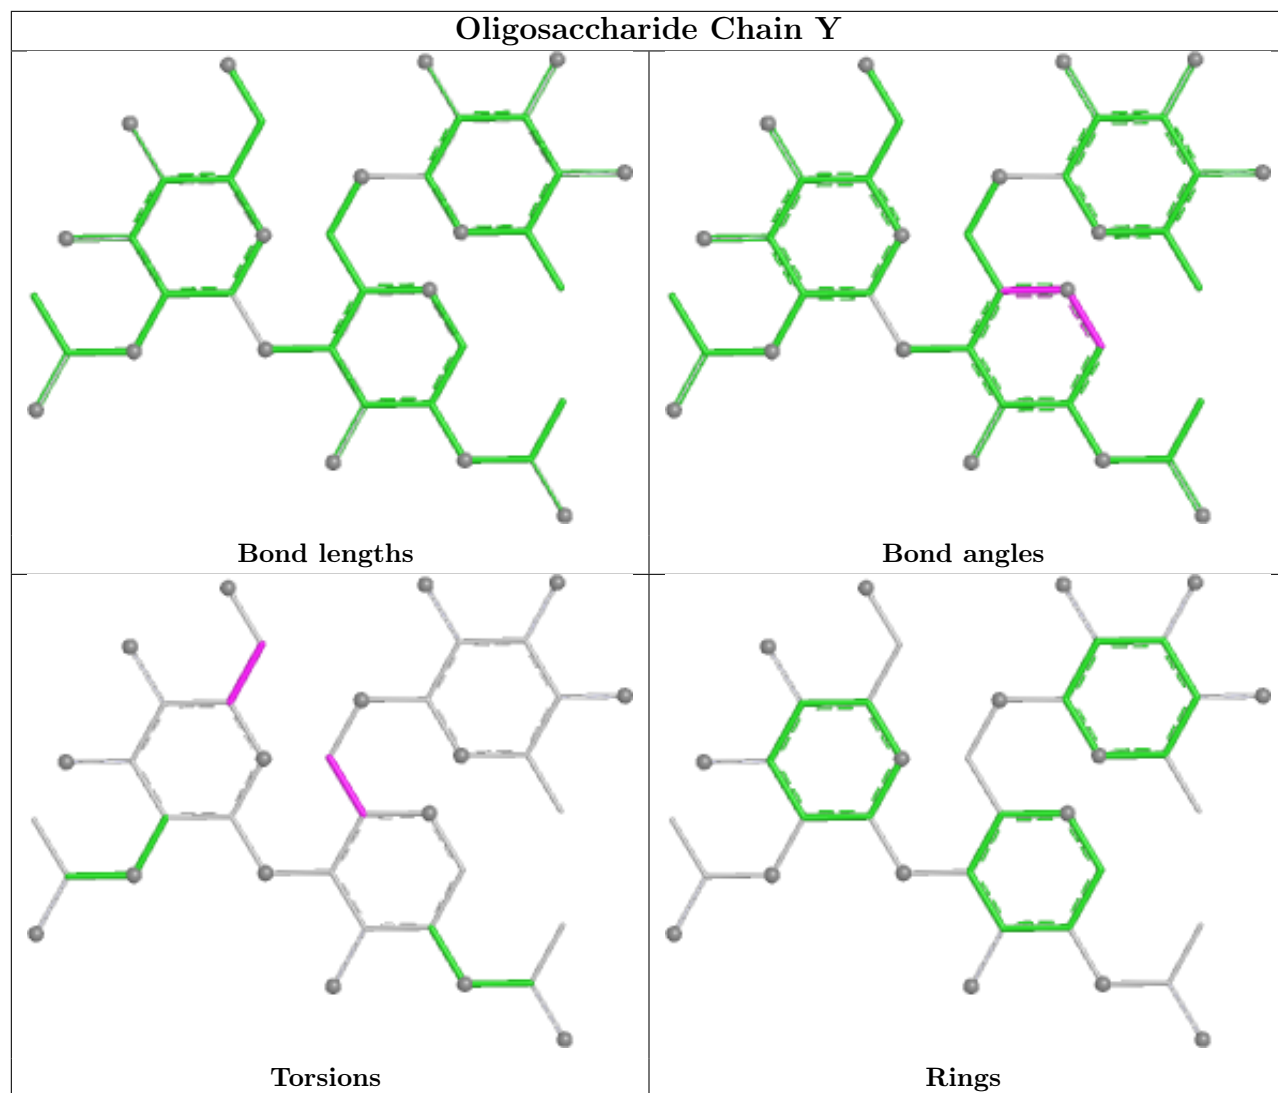 Oligosaccharide Chain Y
Bond lengths
Bond angles
Torsions
Rings